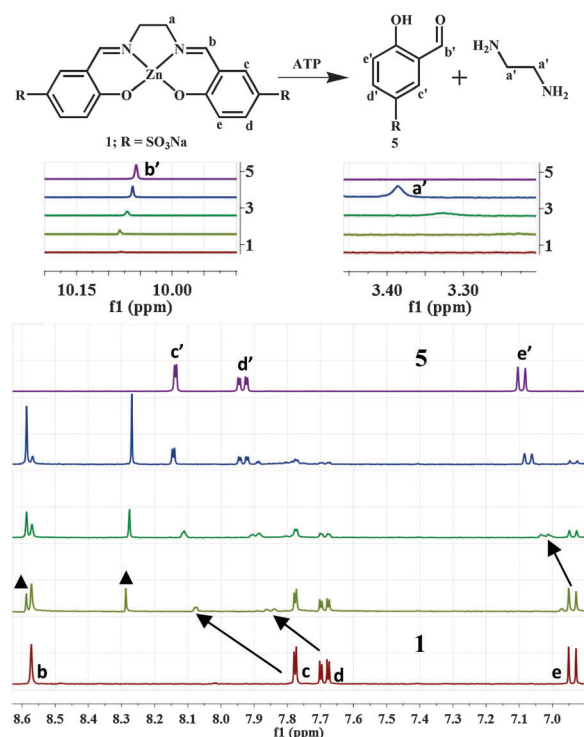 a
b
N N
Zn
c
R O O R
e d
1; R = SO3Na
ATP
OH O
e' b'
d' c'
R
5
+
H2N a'
a' NH2
b' 5
3
1
10.15 10.00
f1 (ppm)
5
a'
3
1
3.40 3.30
f1 (ppm)
c' d' 5 e'
▲ ▲
1
b c d e
8.6 8.5 8.4 8.3 8.2 8.1 8.0 7.9 7.8 7.7 7.6 7.5 7.4 7.3 7.2 7.1 7.0
f1 (ppm)